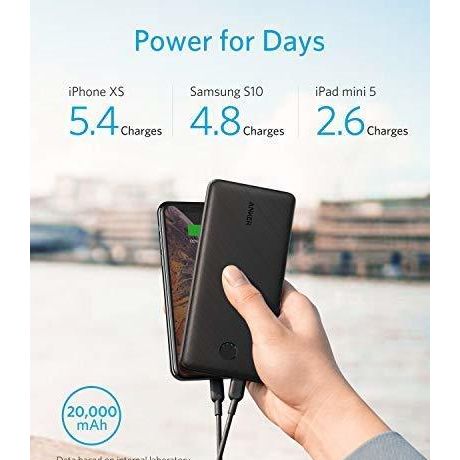 Power for Days
iPhone XS
5.4 Charges
Samsung S10
4.8 Charges
iPad mini 5
2.6 Charges
ANKER
20,000
mAh
Data based on internal laboratory